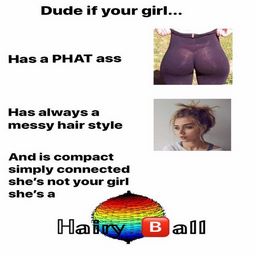 Dude if your girl...
Has a PHAT ass
Has always a
messy hair style
And is compact
simply connected
she's not your girl
she's a
Hairy Ball